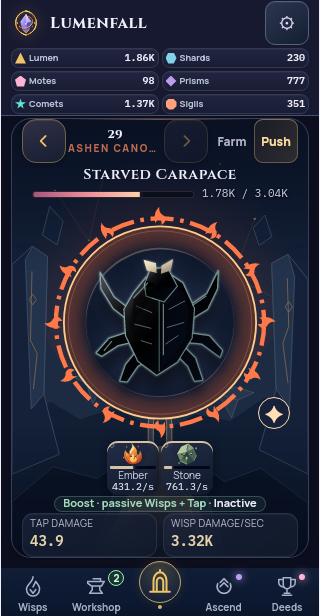 LUMENFALL
Lumen 1.86K
Shards 230
Motes 98
Prisms 777
Comets 1.37K
Sigils 351
29
ASHEN CANO…
Farm
Push
STARVED CARAPACE
1.78K / 3.04K
Ember
431.2/s
Stone
761.3/s
Boost · passive Wisps + Tap · Inactive
TAP DAMAGE
43.9
WISP DAMAGE/SEC
3.32K
Wisps
Workshop
2
Ascend
Deeds